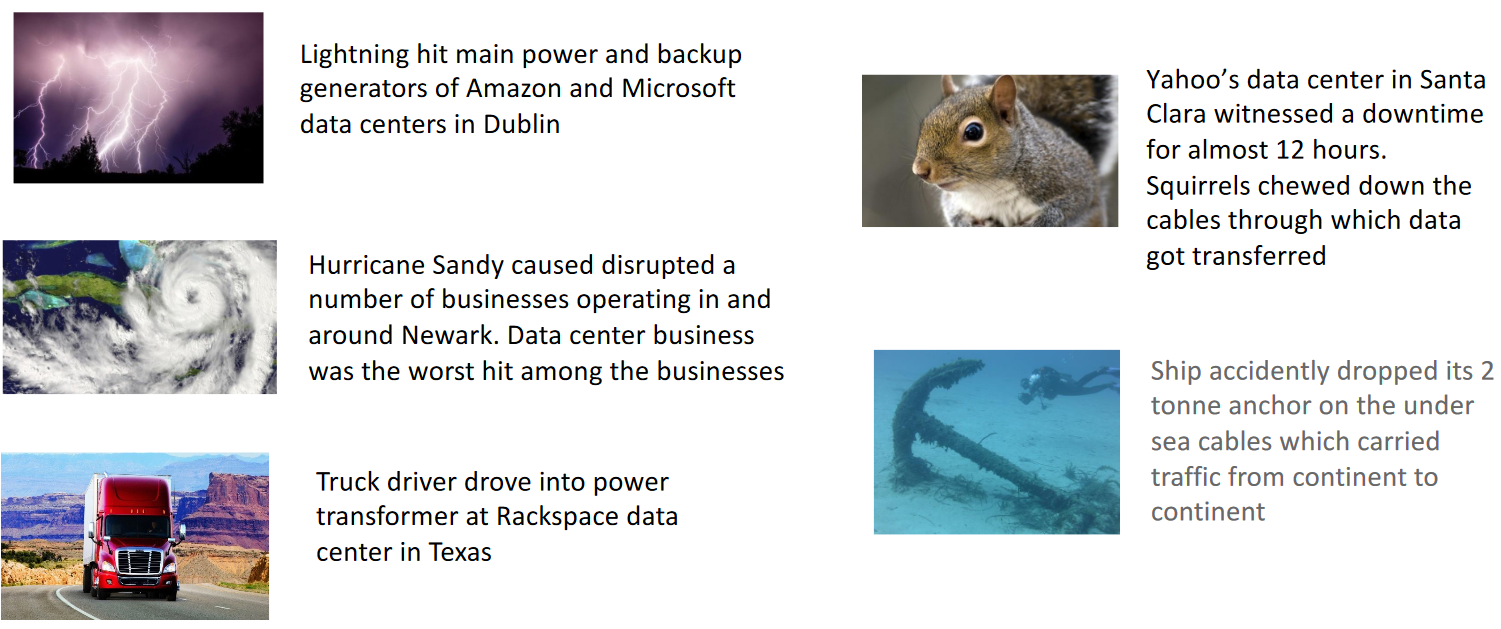 Lightning hit main power and backup
generators of Amazon and Microsoft
data centers in Dublin
Hurricane Sandy caused disrupted a
number of businesses operating in and
around Newark. Data center business
was the worst hit among the businesses
Truck driver drove into power
transformer at Rackspace data
center in Texas
Yahoo’s data center in Santa
Clara witnessed a downtime
for almost 12 hours.
Squirrels chewed down the
cables through which data
got transferred
Ship accidently dropped its 2
tonne anchor on the under
sea cables which carried
traffic from continent to
continent